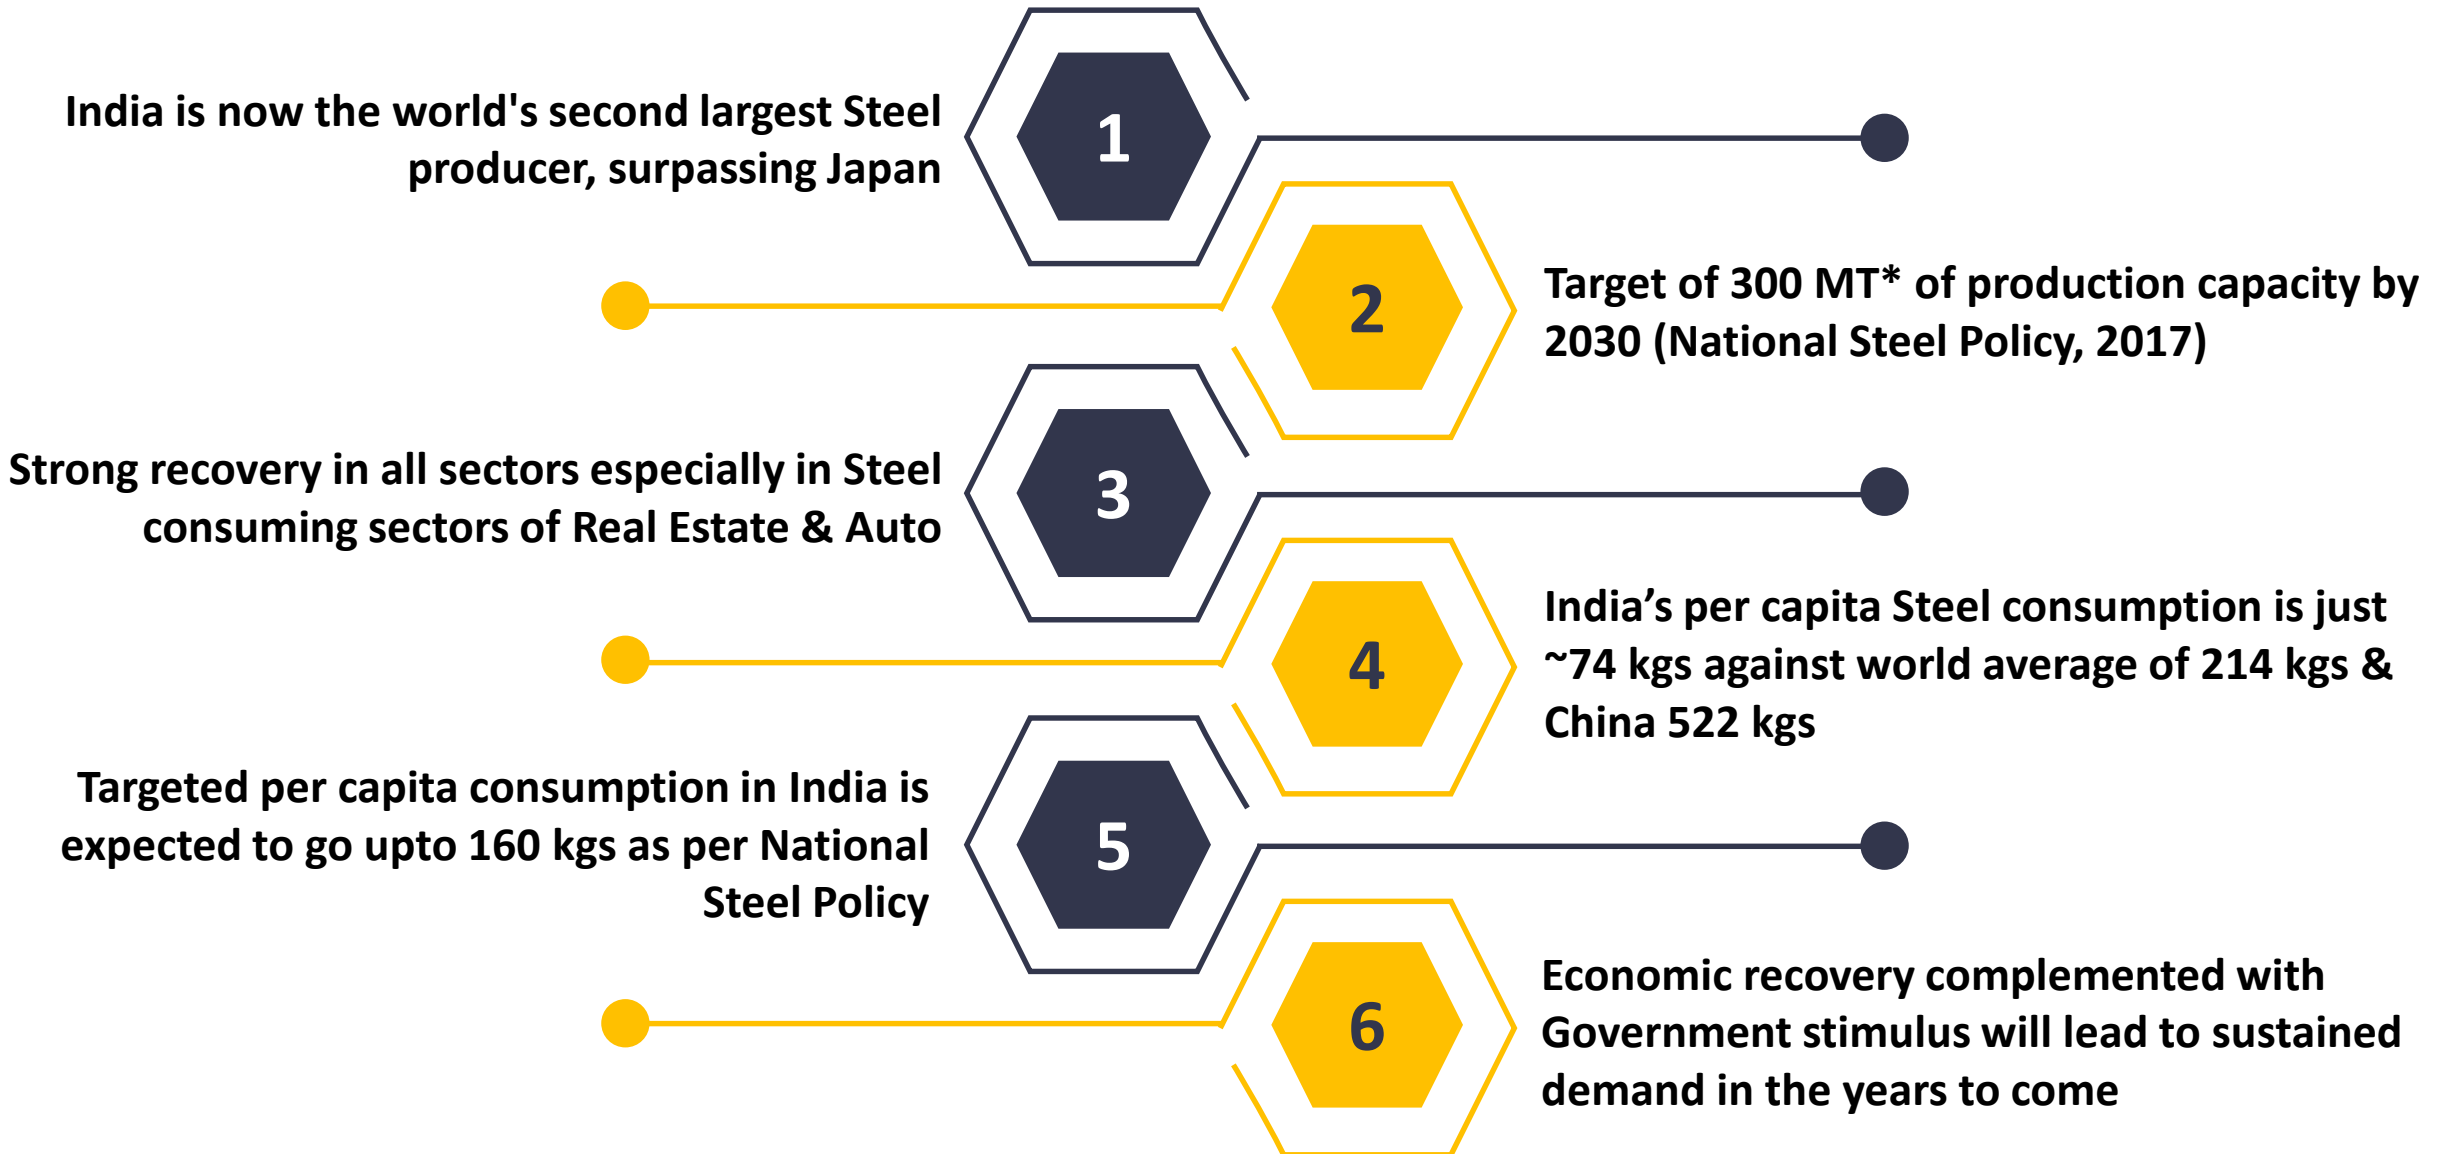 1
India is now the world's second largest Steel
producer, surpassing Japan
2
Target of 300 MT* of production capacity by
2030 (National Steel Policy, 2017)
3
Strong recovery in all sectors especially in Steel
consuming sectors of Real Estate & Auto
4
India’s per capita Steel consumption is just
~74 kgs against world average of 214 kgs &
China 522 kgs
5
Targeted per capita consumption in India is
expected to go upto 160 kgs as per National
Steel Policy
6
Economic recovery complemented with
Government stimulus will lead to sustained
demand in the years to come